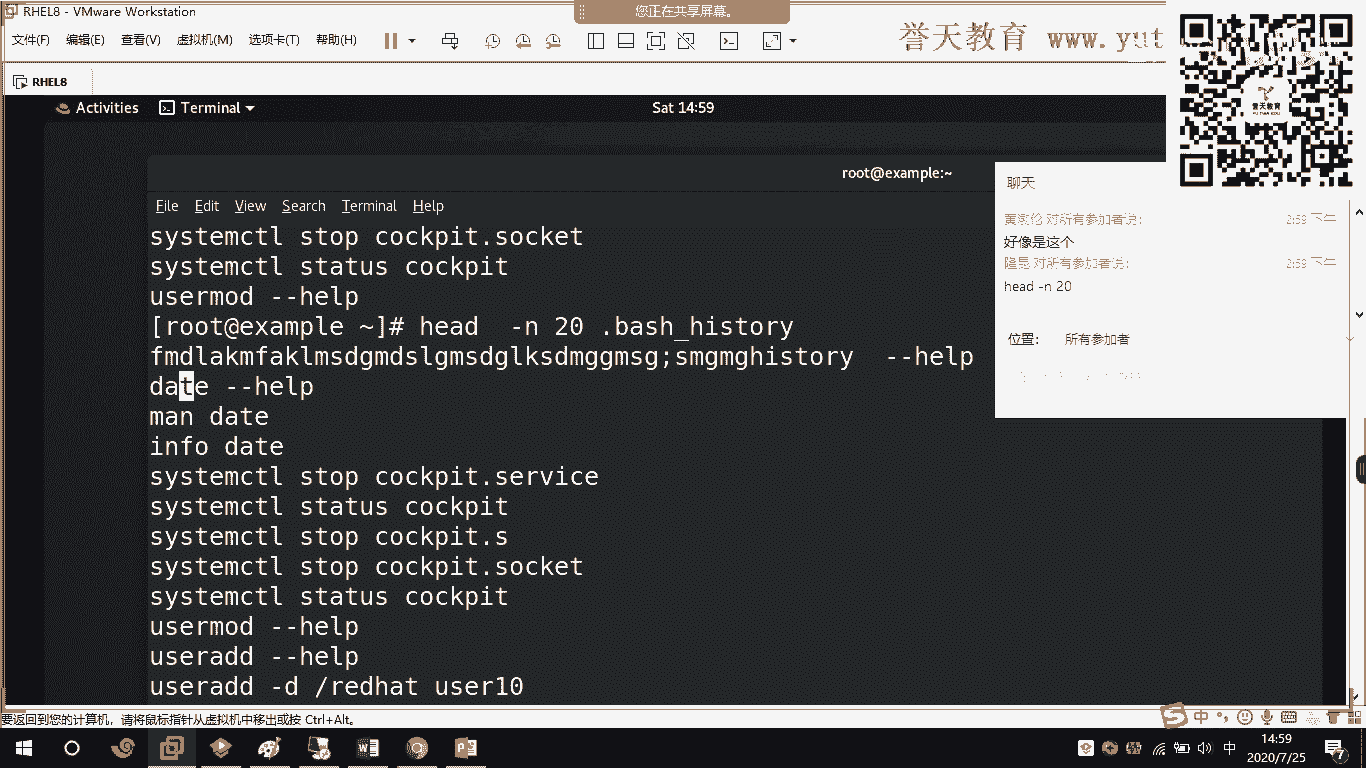 RHEL8 - VMware Workstation
您正在共享屏幕。
文件(F) 编辑(E) 查看(V) 虚拟机(M) 选项卡(T) 帮助(H)
誉天教育 www.yut
RHEL8
誉天教育
Activities Terminal Sat 14:59
root@example:~
File Edit View Search Terminal Help
systemctl stop cockpit.socket
systemctl status cockpit
usermod --help
[root@example ~]# head  -n 20 .bash_history
fmdlakmfaklmsdgmdslgmsdglksdmggmsg;smgmghistory  --help
date --help
man date
info date
systemctl stop cockpit.service
systemctl status cockpit
systemctl stop cockpit.s
systemctl stop cockpit.socket
systemctl status cockpit
usermod --help
useradd --help
useradd -d /redhat user10
聊天
对所有参加者说: 2:59 下午
好像是这个
对所有参加者说: 2:59 下午
head -n 20
位置: 所有参加者
要返回到您的计算机，请将鼠标指针从虚拟机中移出或按 Ctrl+Alt。
中
中 14:59
2020/7/25
7